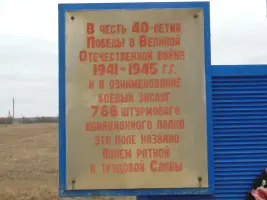 В честь 40-летия
Победы в Великой
Отечественной войне
1941-1945 г.г.
и в ознаменование
боевых заслуг
766 штурмового
авиационного полка
это поле названо
полем ратной
и трудовой Славы